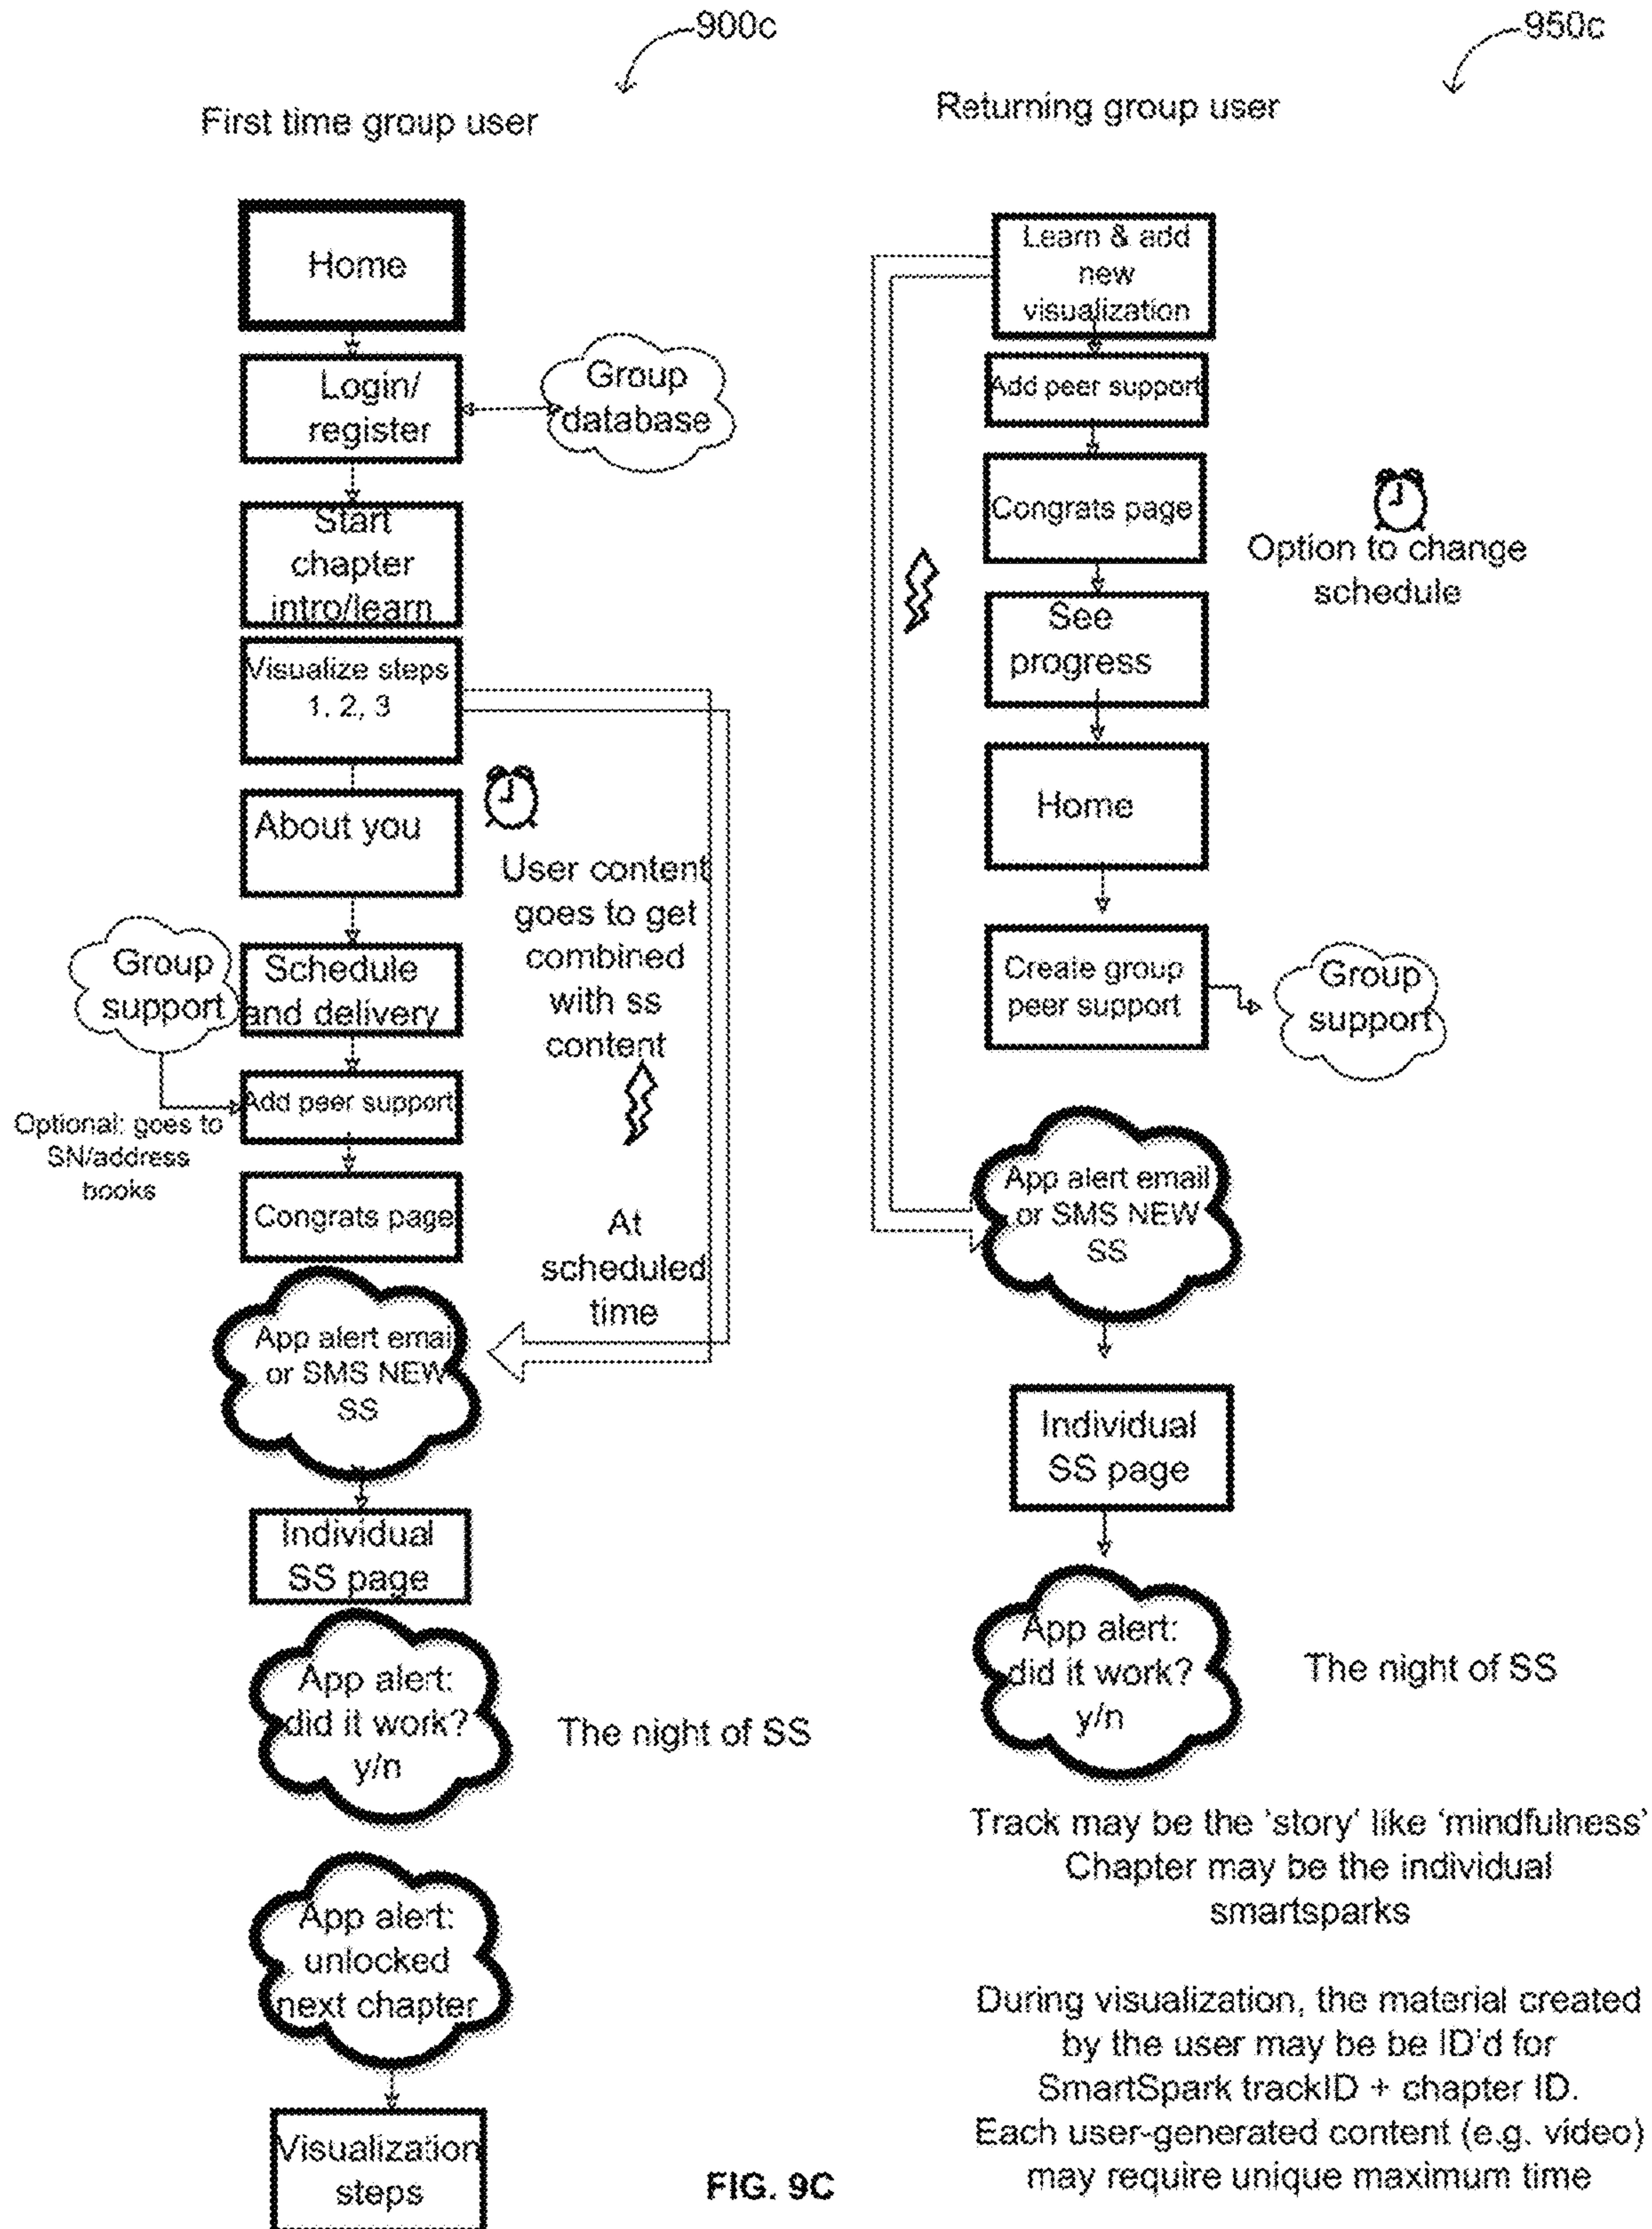 900c
First time group user
Home
Login/
register
Group
database
Start
chapter
intro/learn
Visualize steps
1, 2, 3
About you
User content
goes to get
combined
with ss
content
Group
support
Schedule
and delivery
Add peer support
Optional: goes to
SN/address
books
Congrats page
At
scheduled
time
App alert email
or SMS NEW
SS
Individual
SS page
App alert:
did it work?
y/n
The night of SS
App alert:
unlocked
next chapter
Visualization
steps
950c
Returning group user
Learn & add
new
visualization
Add peer support
Congrats page
Option to change
schedule
See
progress
Home
Create group
peer support
Group
support
App alert email
or SMS NEW
SS
Individual
SS page
App alert:
did it work?
y/n
The night of SS
Track may be the 'story' like 'mindfulness'
Chapter may be the individual
smartsparks
During visualization, the material created
by the user may be be ID'd for
SmartSpark trackID + chapter ID.
Each user-generated content (e.g. video)
may require unique maximum time
FIG. 9C